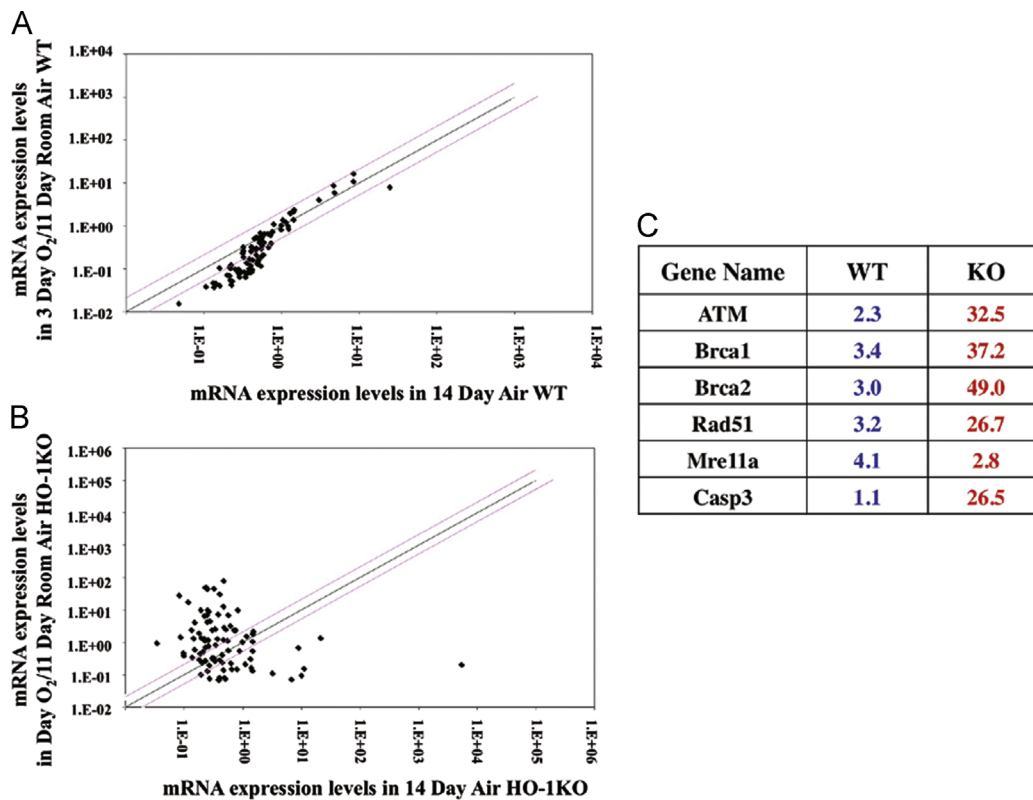 A
mRNA expression levels
in 3 Day O2/11 Day Room Air WT
1.E+04
1.E+03
1.E+02
1.E+01
1.E+00
1.E-01
1.E-02
1.E-01
1.E+00
1.E+01
1.E+02
1.E+03
1.E+04
mRNA expression levels in 14 Day Air WT
B
mRNA expression levels
in Day O2/11 Day Room Air HO-1KO
1.E+06
1.E+05
1.E+04
1.E+03
1.E+02
1.E+01
1.E+00
1.E-01
1.E-02
1.E-01
1.E+00
1.E+01
1.E+02
1.E+03
1.E+04
1.E+05
1.E+06
mRNA expression levels in 14 Day Air HO-1KO
C
Gene Name WT KO
ATM 2.3 32.5
Brca1 3.4 37.2
Brca2 3.0 49.0
Rad51 3.2 26.7
Mre11a 4.1 2.8
Casp3 1.1 26.5